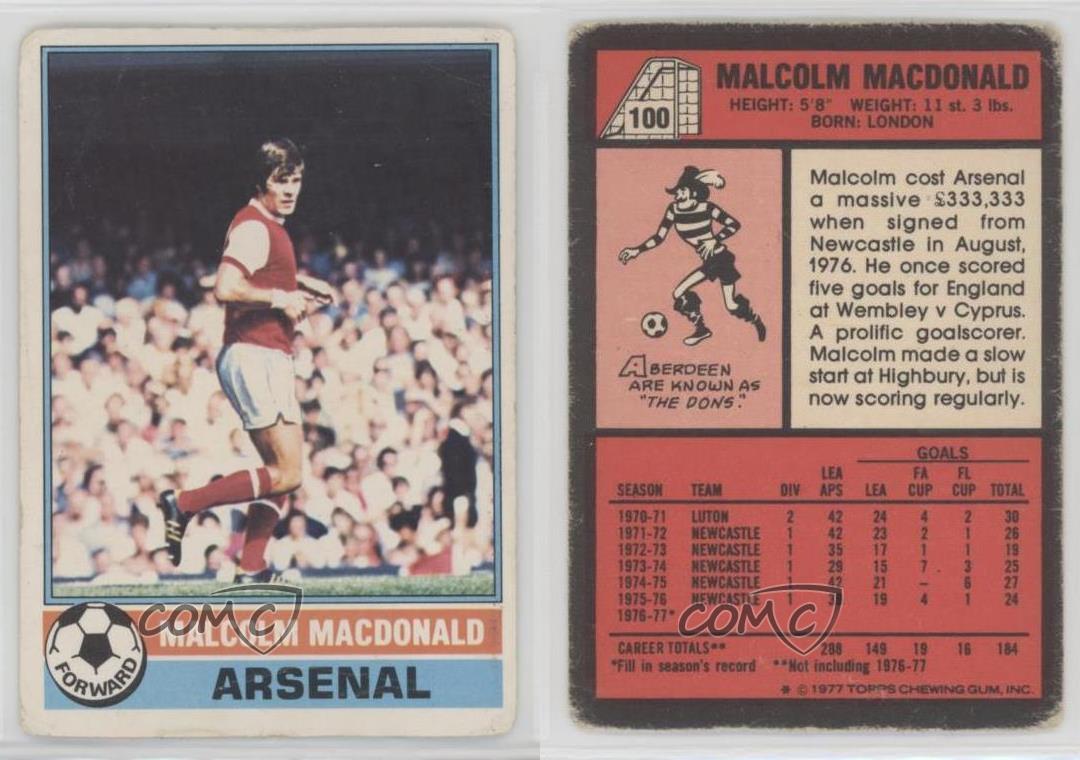 MALCOLM MACDONALD
FORWARD
ARSENAL
COMC
100
MALCOLM MACDONALD
HEIGHT: 5'8" WEIGHT: 11 st. 3 lbs.
BORN: LONDON
ABERDEEN
ARE KNOWN AS
"THE DONS."
Malcolm cost Arsenal
a massive £333,333
when signed from
Newcastle in August,
1976. He once scored
five goals for England
at Wembley v Cyprus.
A prolific goalscorer.
Malcolm made a slow
start at Highbury, but is
now scoring regularly.
GOALS
SEASON TEAM DIV LEA APS LEA FA CUP FL CUP TOTAL
1970-71 LUTON 2 42 24 4 2 30
1971-72 NEWCASTLE 1 42 23 2 1 26
1972-73 NEWCASTLE 1 35 17 1 1 19
1973-74 NEWCASTLE 1 29 15 7 3 25
1974-75 NEWCASTLE 1 42 21 – 6 27
1975-76 NEWCASTLE 1 19 4 1 24
1976-77*
COMC
CAREER TOTALS** 288 149 19 16 184
*Fill in season's record **Not including 1976-77
* © 1977 TOPPS CHEWING GUM, INC.